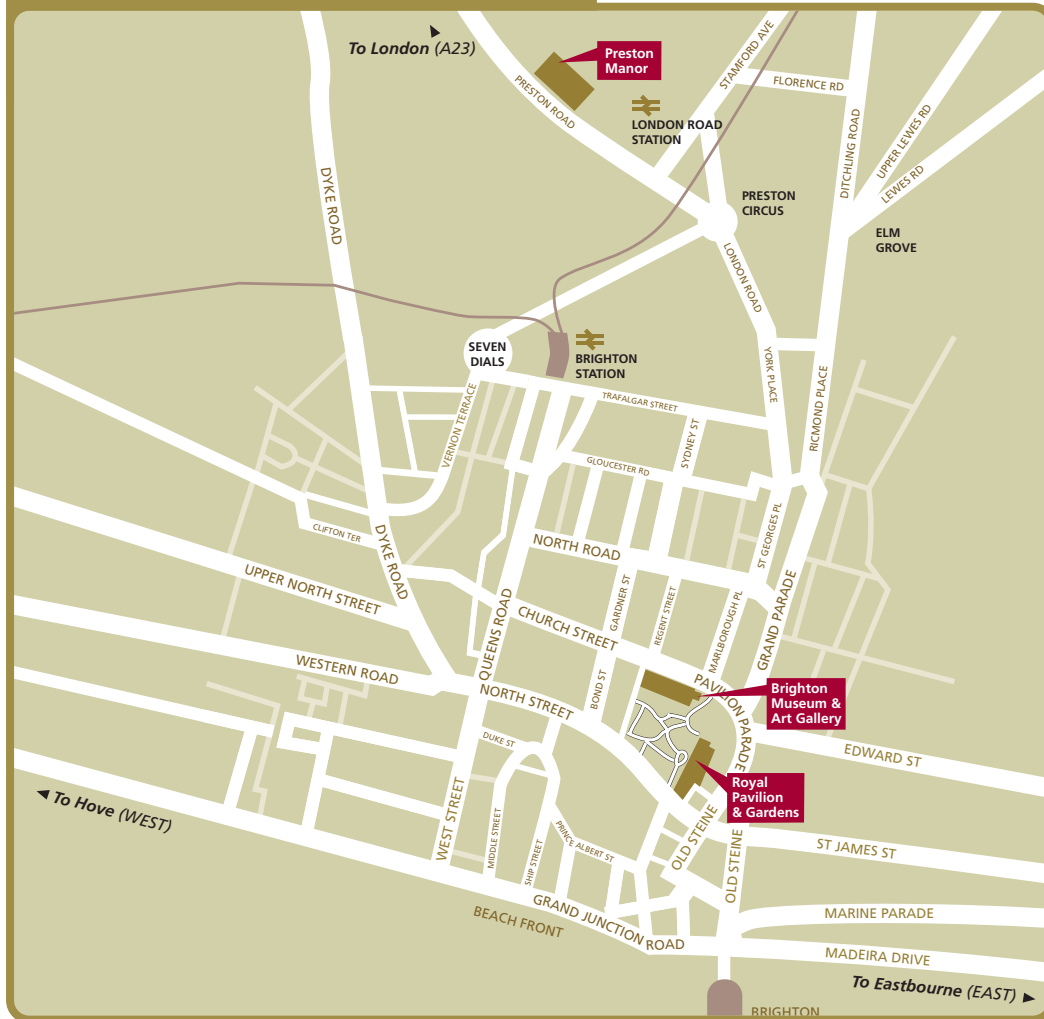 To London (A23)
Preston
Manor
STAMFORD AVE
FLORENCE RD
PRESTON ROAD
LONDON ROAD
STATION
DITCHLING ROAD
UPPER LEWES RD
LEWES RD
DYKE ROAD
PRESTON
CIRCUS
ELM
GROVE
LONDON ROAD
SEVEN
DIALS
BRIGHTON
STATION
YORK PLACE
RICMOND PLACE
TRAFALGAR STREET
VERNON TERRACE
SYDNEY ST
GLOUCESTER RD
CLIFTON TER
DYKE ROAD
NORTH ROAD
ST GEORGES PL
UPPER NORTH STREET
QUEENS ROAD
CHURCH STREET
GARDNER ST
REGENT STREET
MARLBOROUGH PL
GRAND PARADE
WESTERN ROAD
NORTH STREET
BOND ST
PAVILION PARADE
Brighton
Museum &
Art Gallery
EDWARD ST
DUKE ST
Royal
Pavilion
& Gardens
To Hove (WEST)
WEST STREET
MIDDLE STREET
SHIP STREET
PRINCE ALBERT ST
OLD STEINE
OLD STEINE
ST JAMES ST
BEACH FRONT
GRAND JUNCTION ROAD
MARINE PARADE
MADEIRA DRIVE
To Eastbourne (EAST)
BRIGHTON